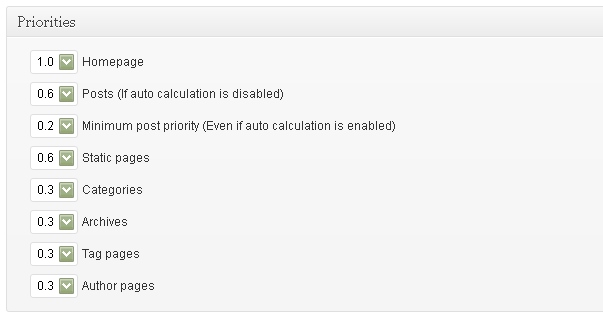 Priorities
1.0 Homepage
0.6 Posts (If auto calculation is disabled)
0.2 Minimum post priority (Even if auto calculation is enabled)
0.6 Static pages
0.3 Categories
0.3 Archives
0.3 Tag pages
0.3 Author pages